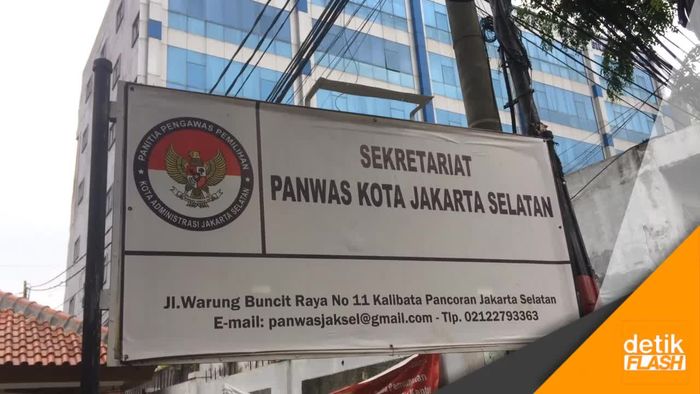 PANITIA PENGAWAS PEMILIHAN
KOTA ADMINISTRASI JAKARTA SELATAN
SEKRETARIAT
PANWAS KOTA JAKARTA SELATAN
Jl.Warung Buncit Raya No 11 Kalibata Pancoran Jakarta Selatan
E-mail: panwasjaksel@gmail.com - Tlp. 02122793363
detik
FLASH